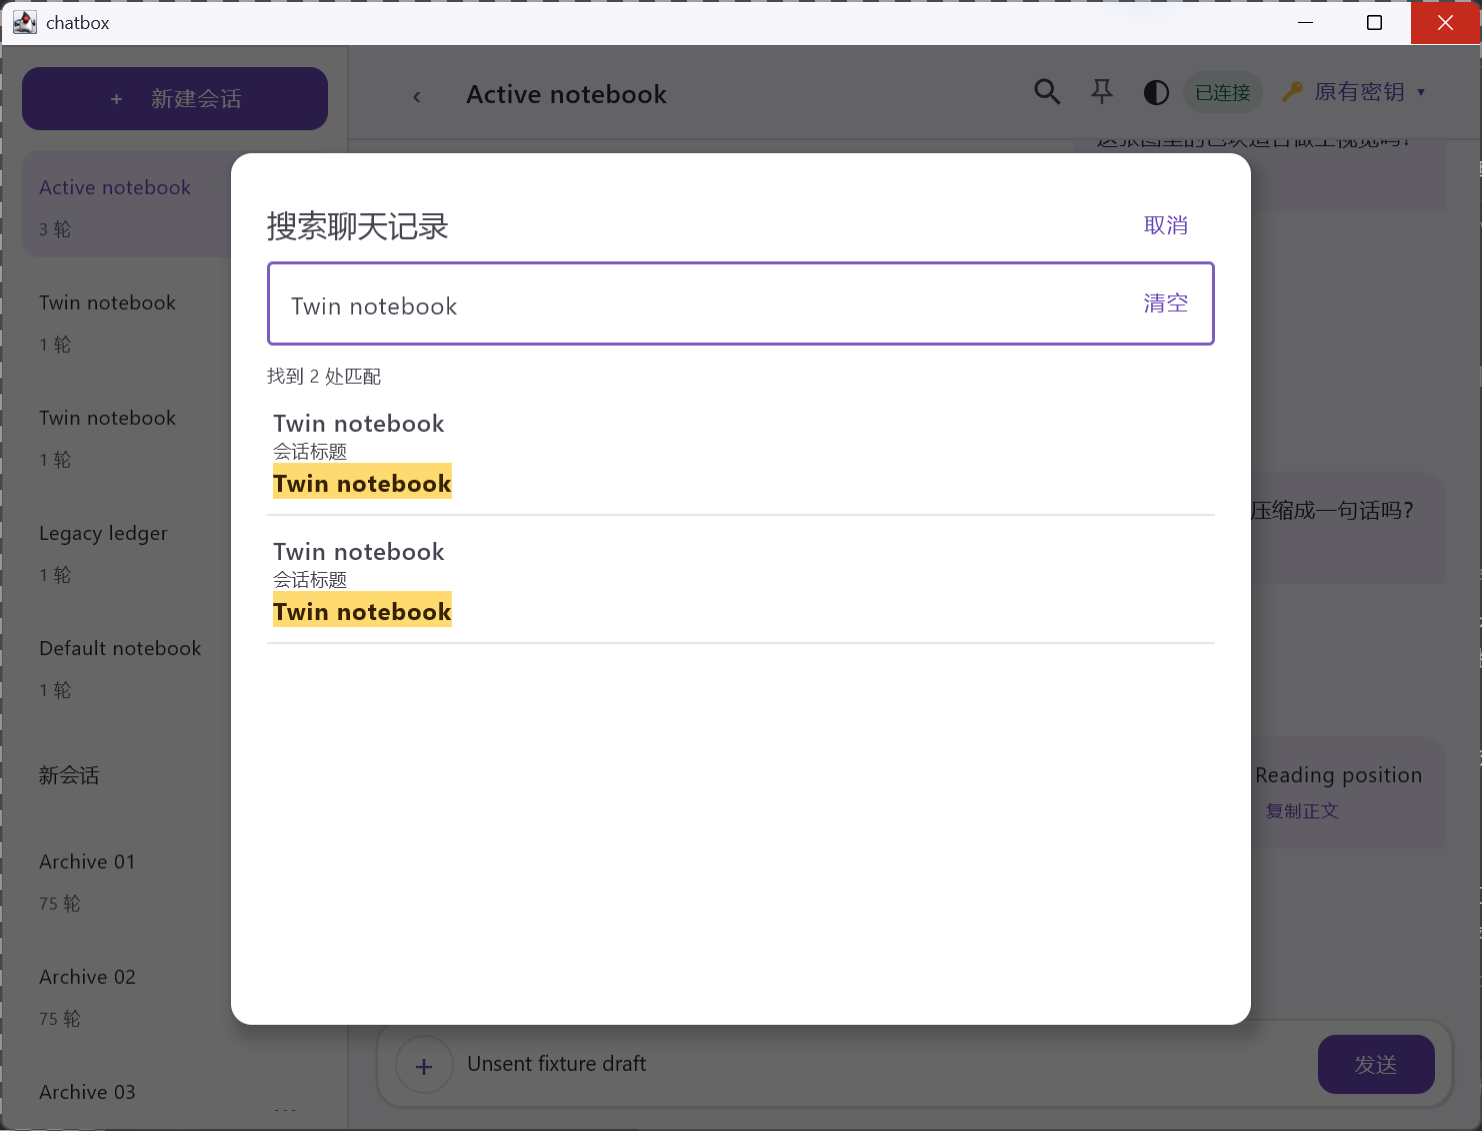 chatbox
+ 新建会话
Active notebook
3 轮
Twin notebook
1 轮
Twin notebook
1 轮
Legacy ledger
1 轮
Default notebook
1 轮
新会话
Archive 01
75 轮
Archive 02
75 轮
Archive 03
Active notebook
已连接
原有密钥
搜索聊天记录
取消
Twin notebook
清空
找到 2 处匹配
Twin notebook
会话标题
Twin notebook
Twin notebook
会话标题
Twin notebook
压缩成一句话吗?
Reading position
复制正文
+ Unsent fixture draft
发送